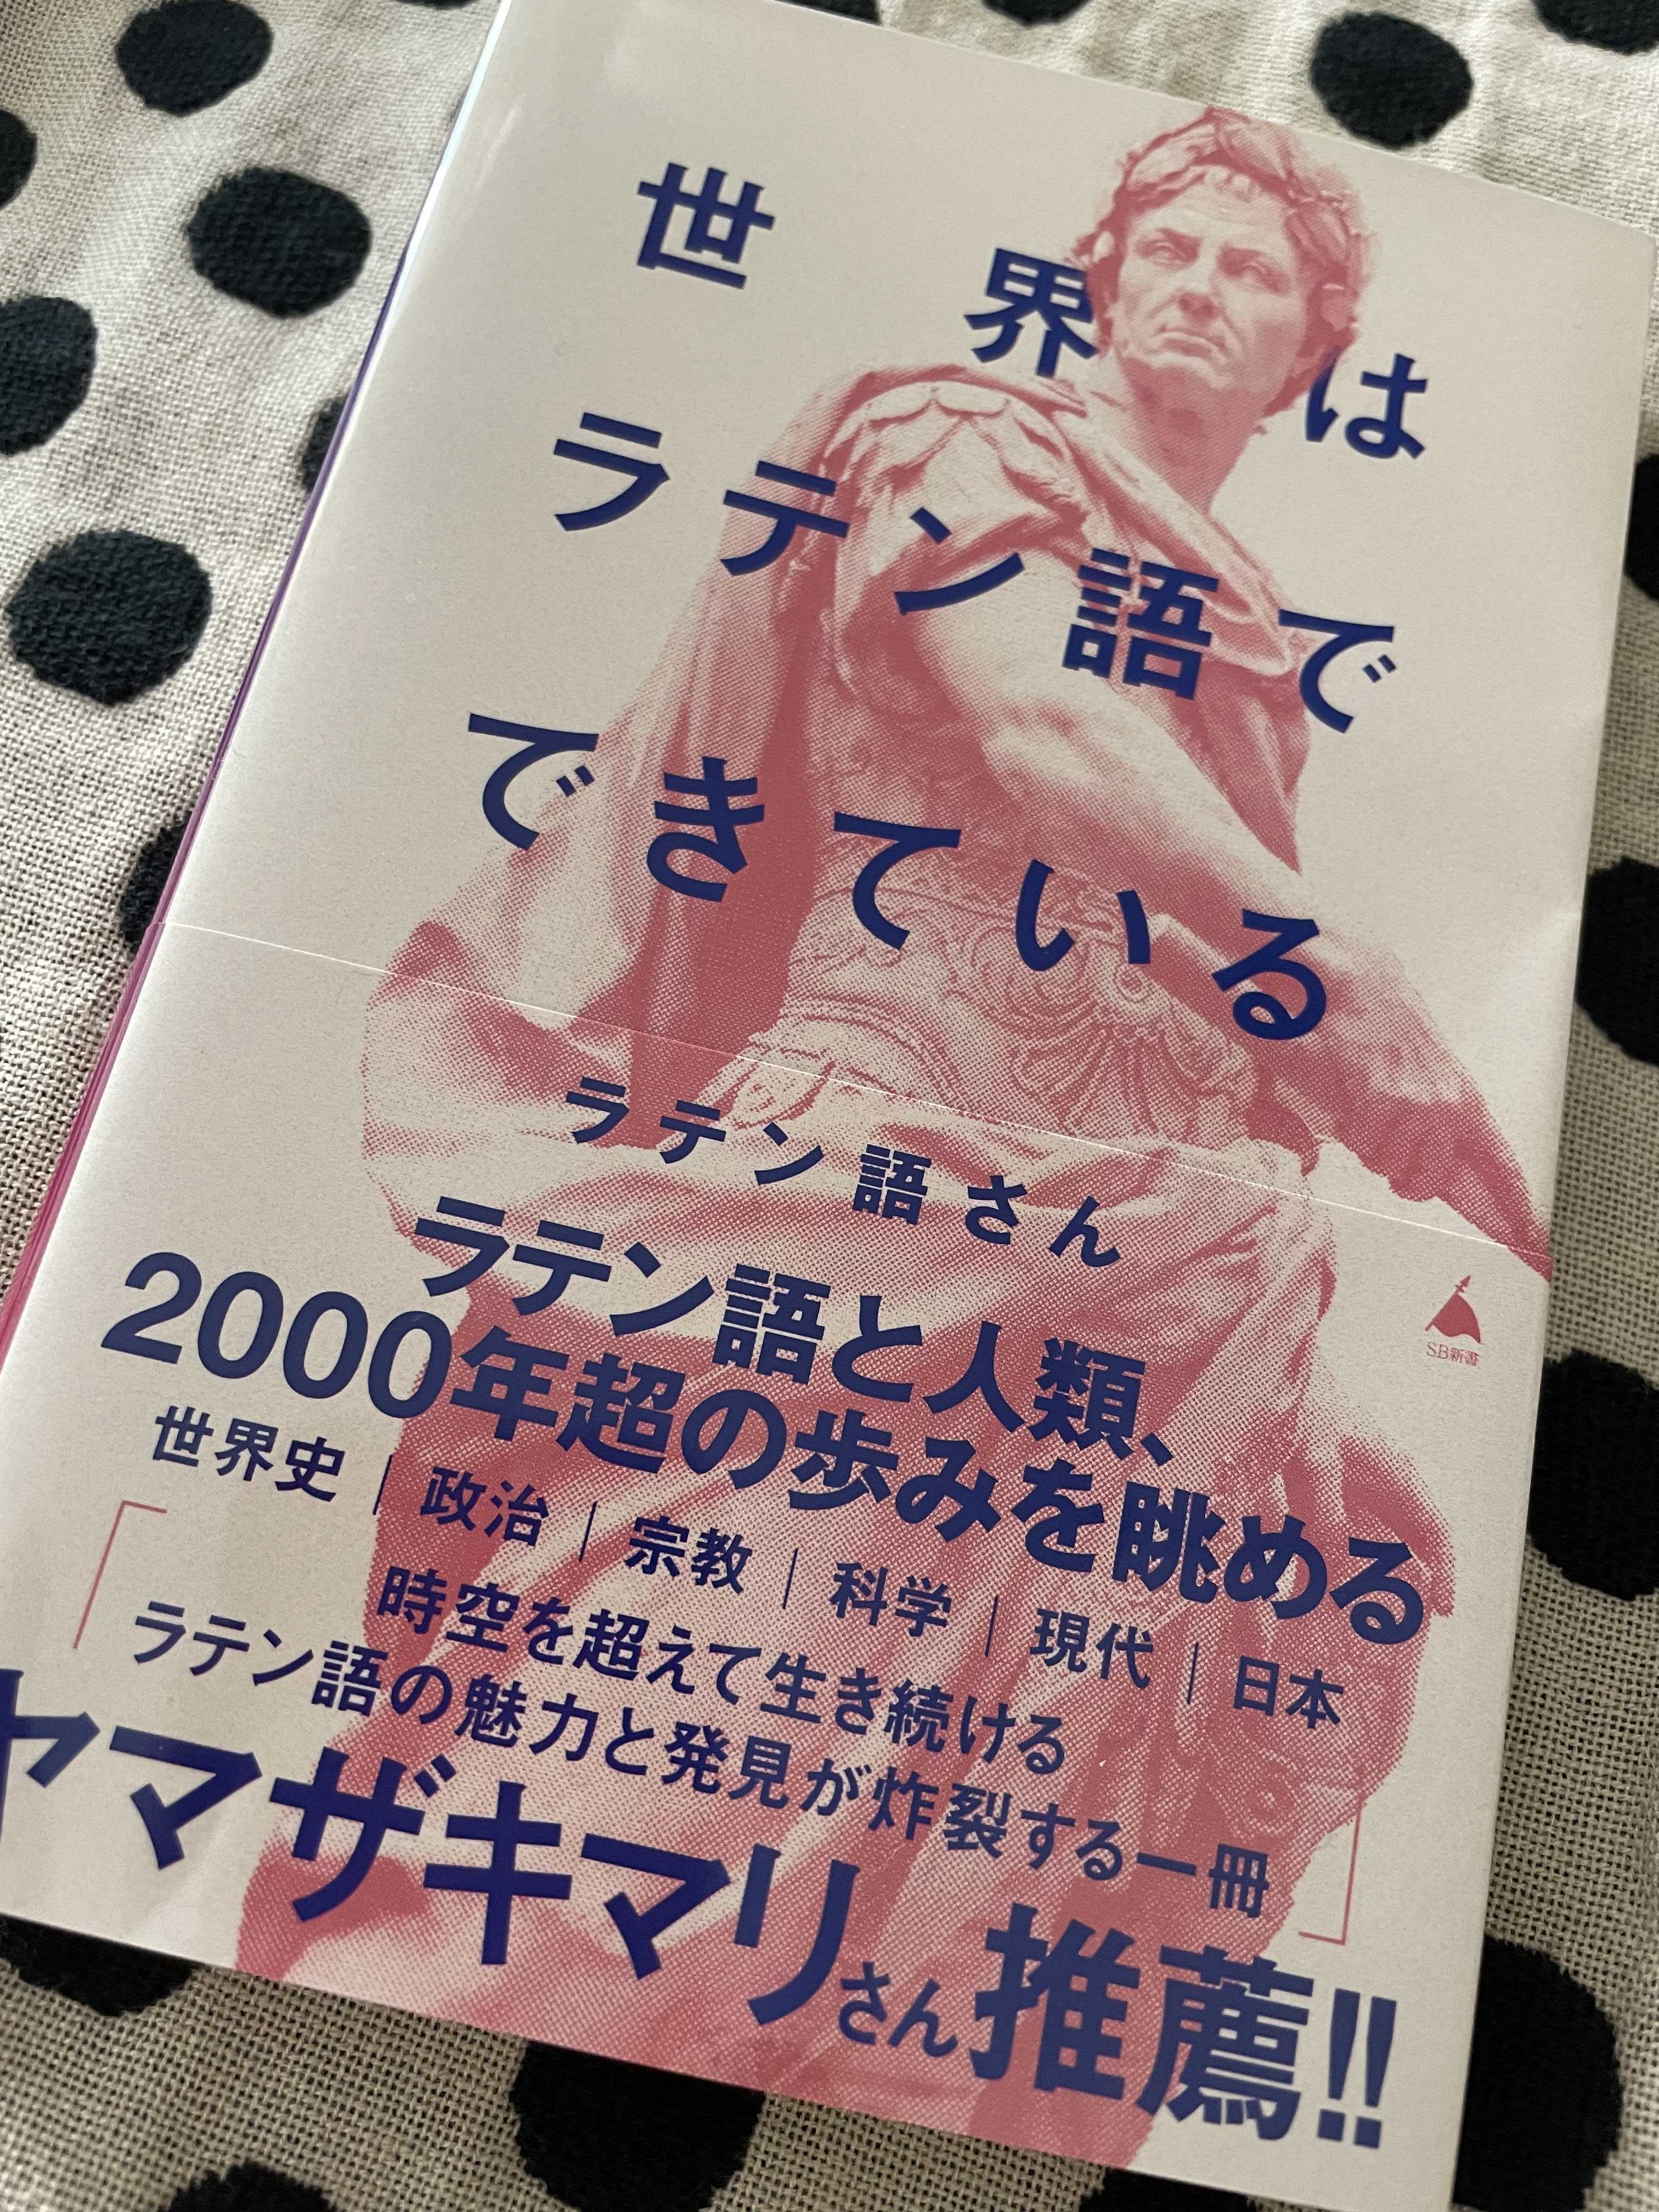 世界は
ラテン語で
できている
ラテン語さん
SB新書
ラテン語と人類、
2000年超の歩みを眺める
世界史｜政治｜宗教｜科学｜現代｜日本
「時空を超えて生き続ける
ラテン語の魅力と発見が炸裂する一冊」
ヤマザキマリさん推薦!!